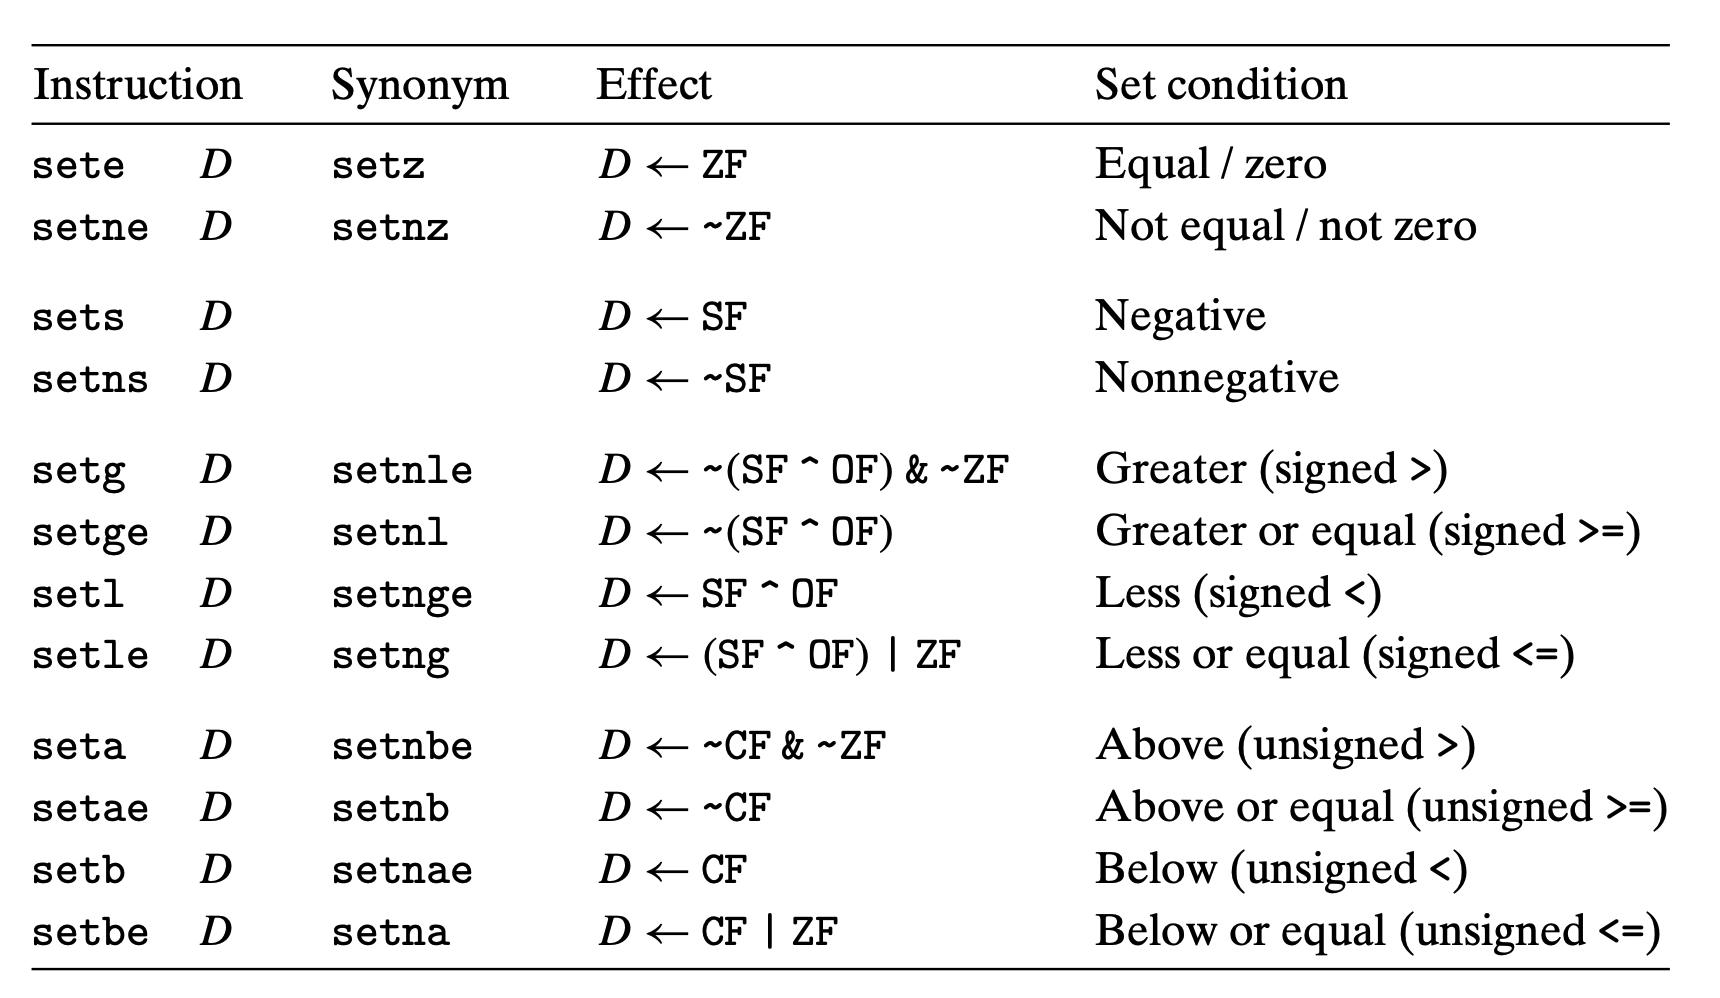 Instruction Synonym Effect Set condition
sete D setz D ← ZF Equal / zero
setne D setnz D ← ~ZF Not equal / not zero
sets D D ← SF Negative
setns D D ← ~SF Nonnegative
setg D setnle D ← ~(SF ^ OF) & ~ZF Greater (signed >)
setge D setnl D ← ~(SF ^ OF) Greater or equal (signed >=)
setl D setnge D ← SF ^ OF Less (signed <)
setle D setng D ← (SF ^ OF) | ZF Less or equal (signed <=)
seta D setnbe D ← ~CF & ~ZF Above (unsigned >)
setae D setnb D ← ~CF Above or equal (unsigned >=)
setb D setnae D ← CF Below (unsigned <)
setbe D setna D ← CF | ZF Below or equal (unsigned <=)